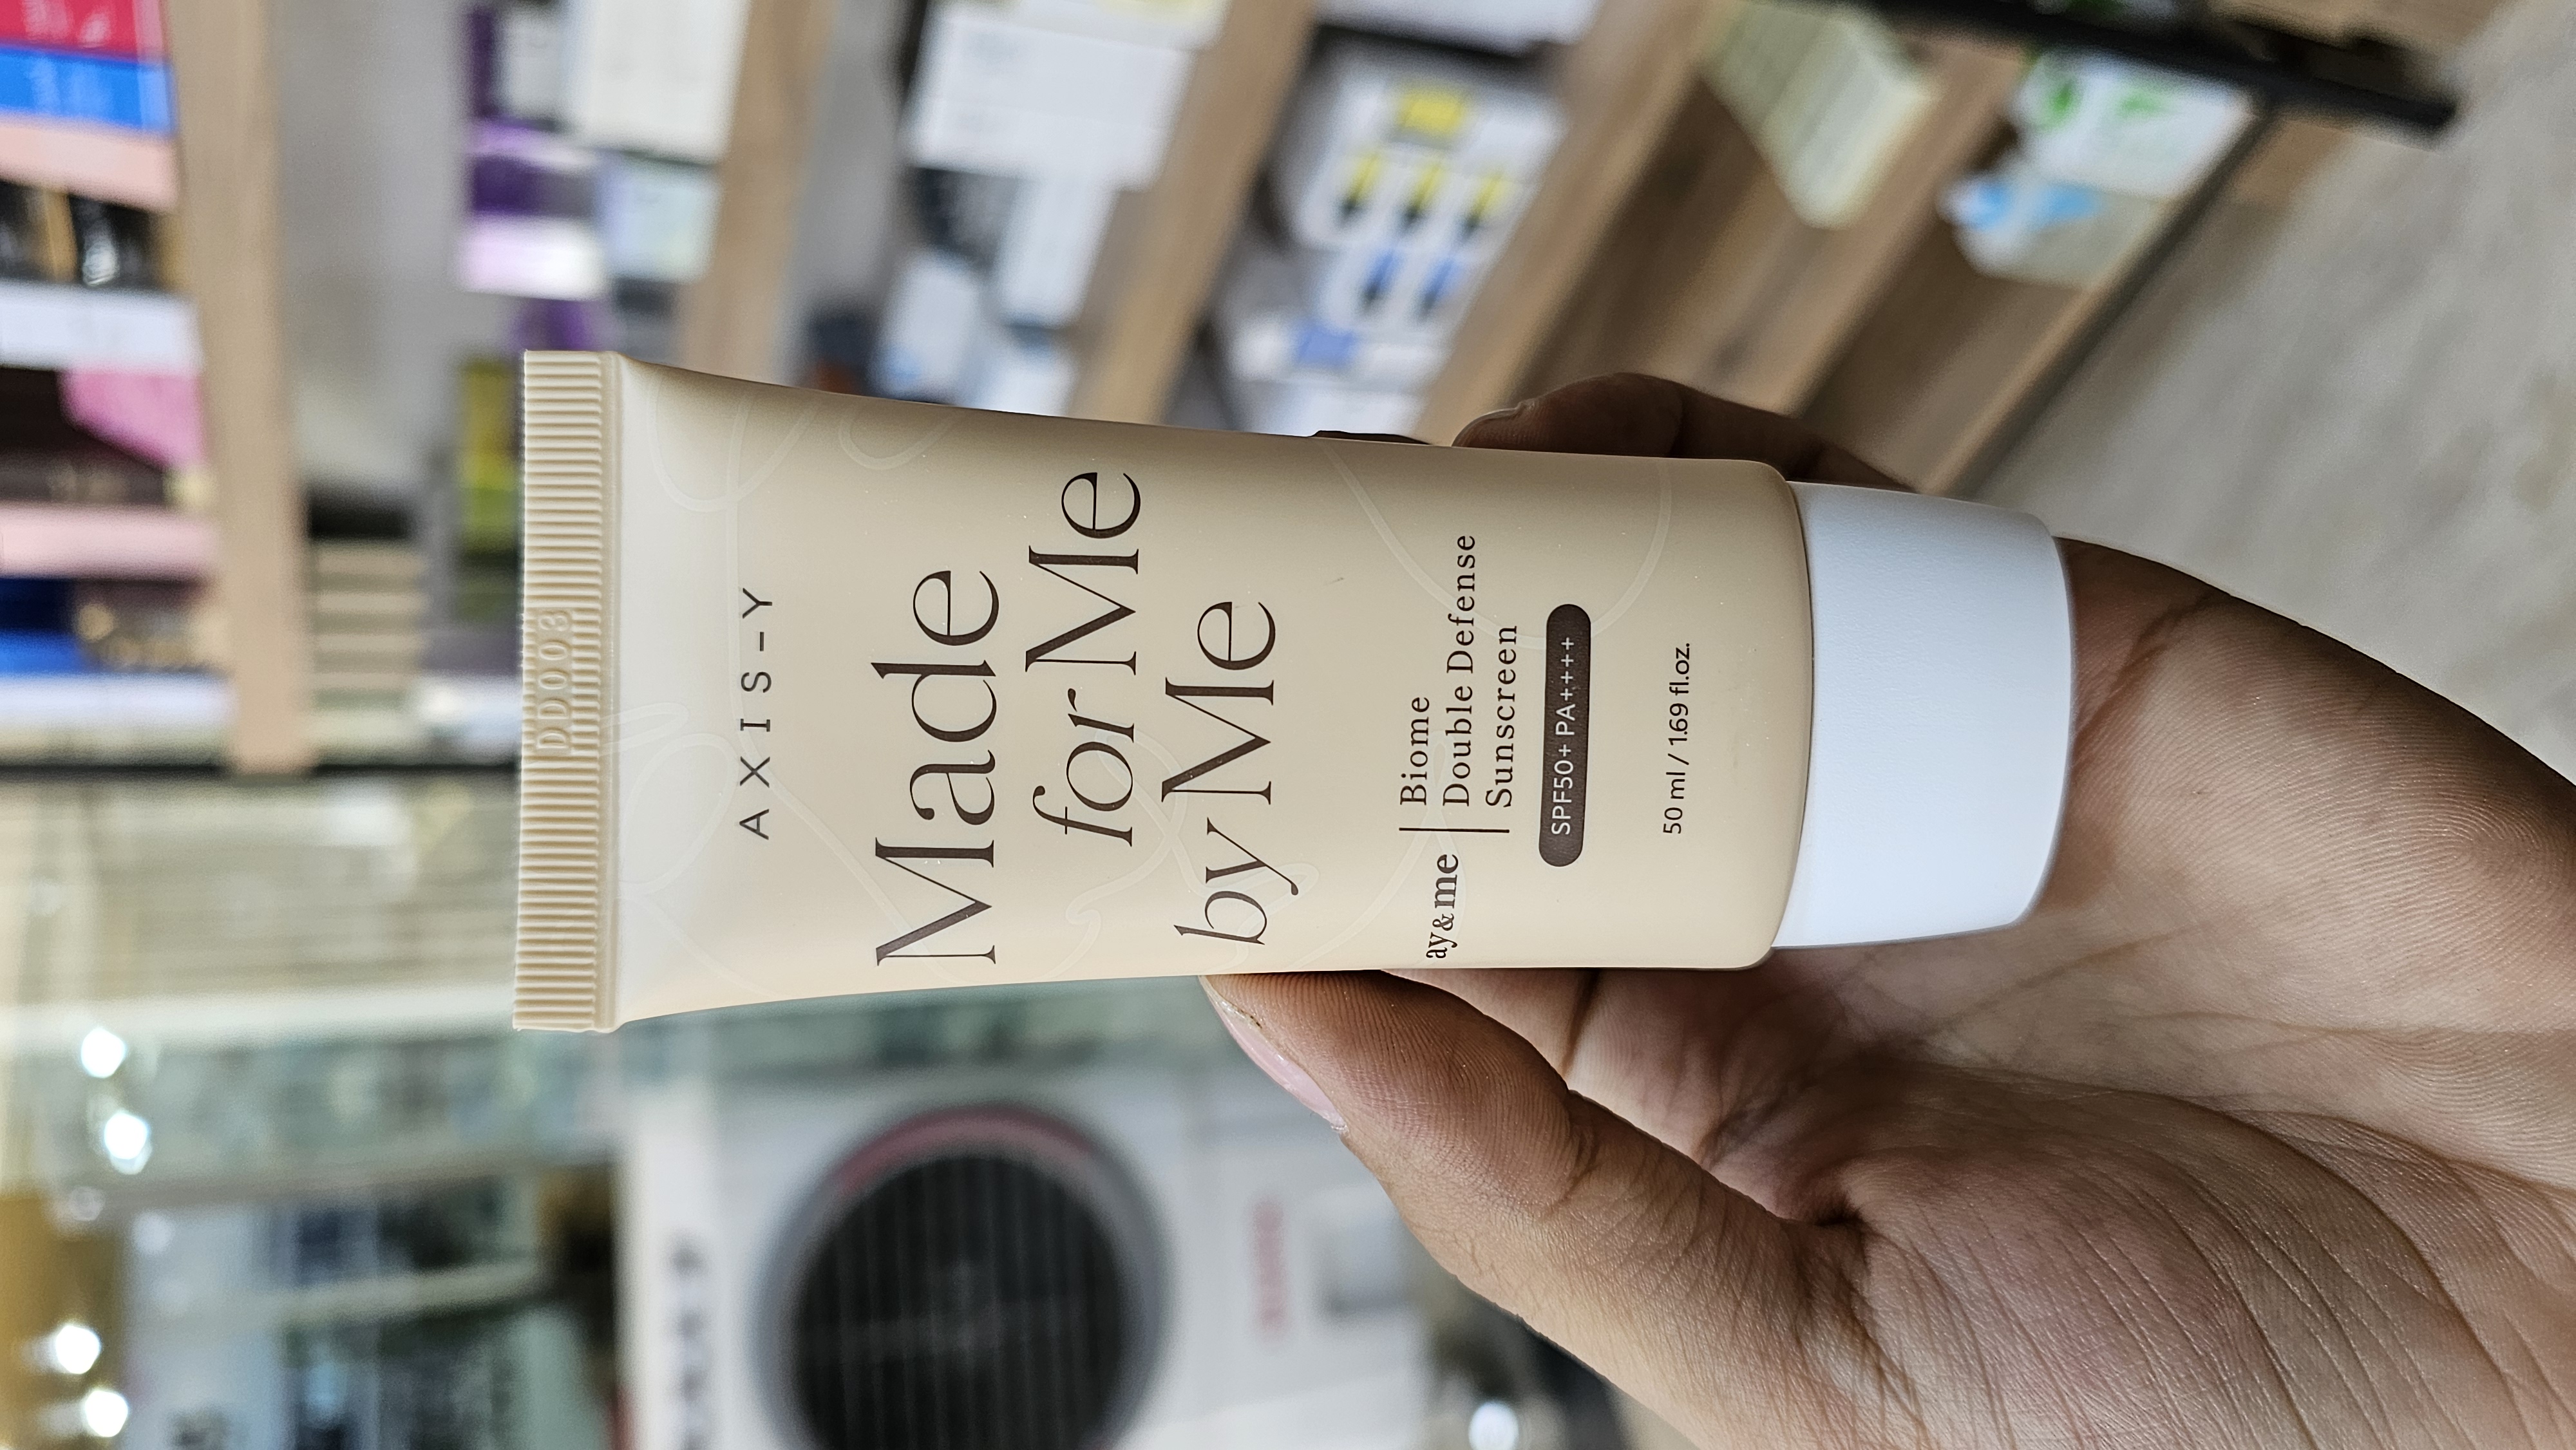 DD003
AXIS-Y
Made
for Me
by Me
ay&me
Biome
Double Defense
Sunscreen
SPF50+ PA++++
50 ml / 1.69 fl.oz.